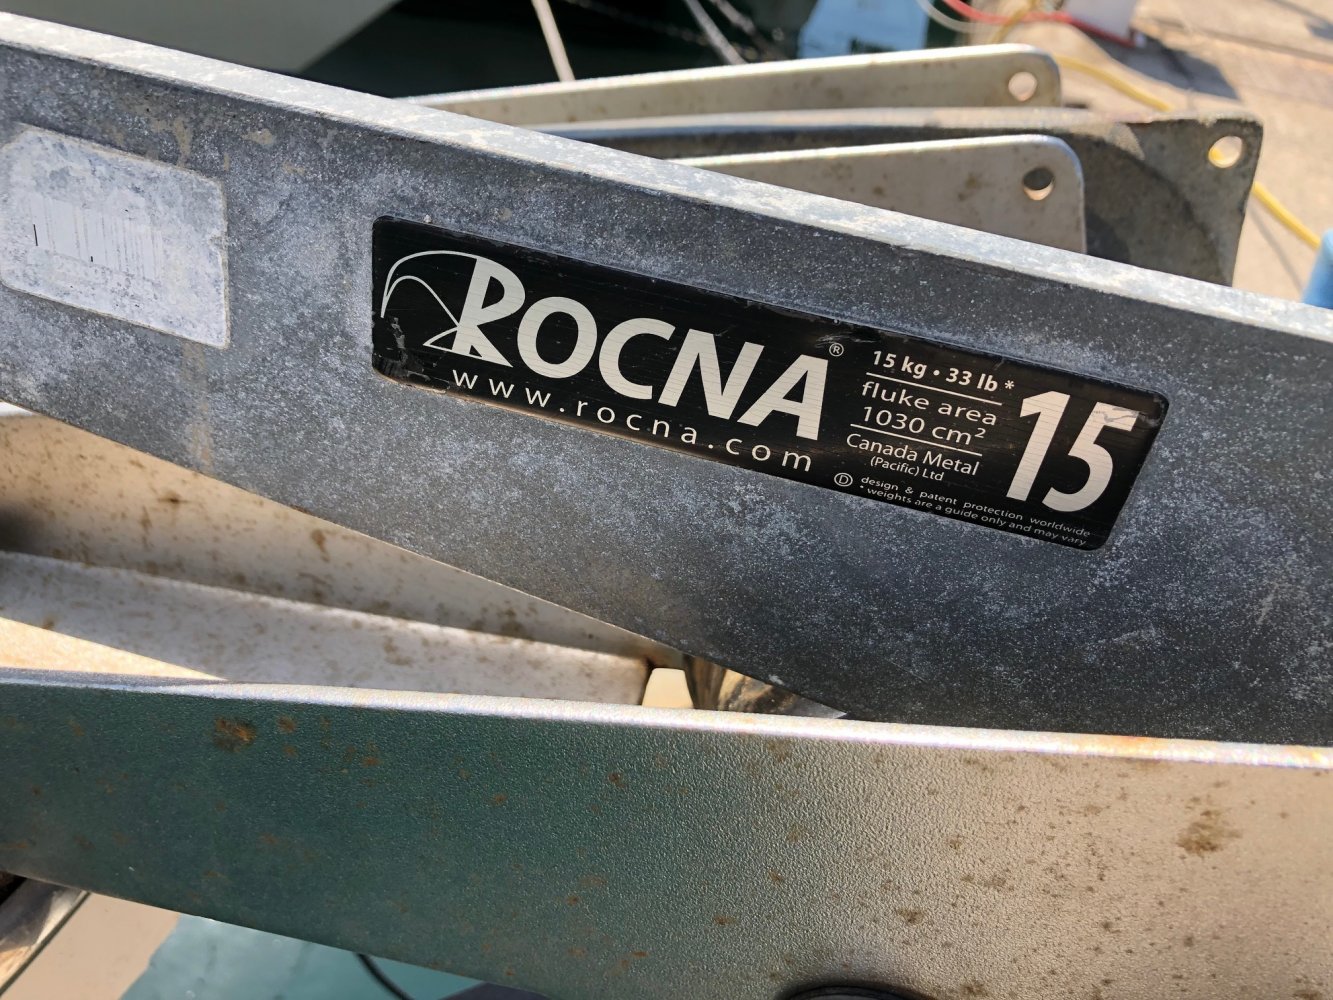 ROCNA®
www.rocna.com
15 kg • 33 lb *
fluke area
1030 cm²
Canada Metal
(Pacific) Ltd
15
Ⓓ design & patent protection worldwide
* weights are a guide only and may vary